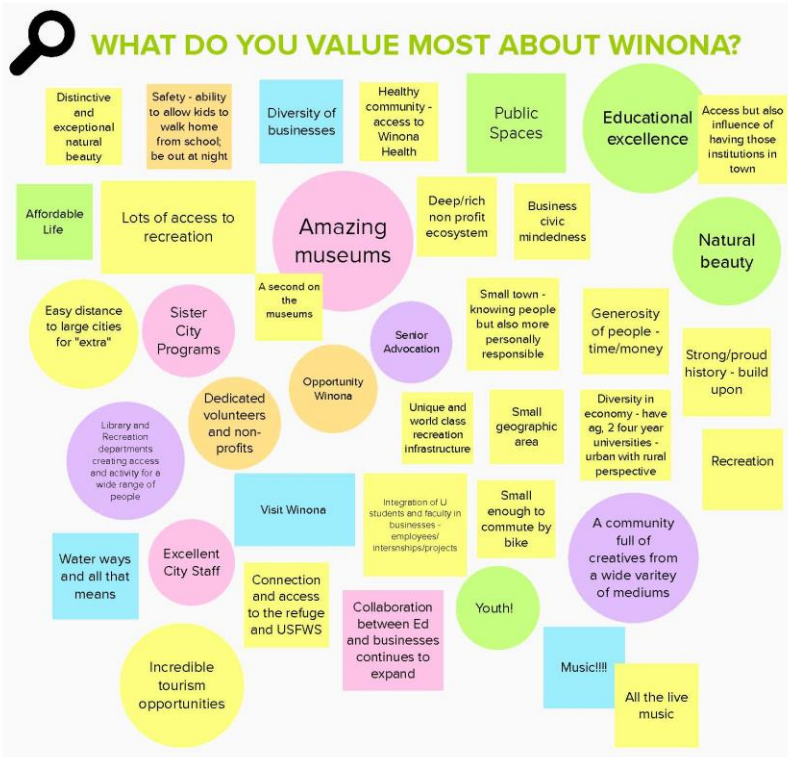 WHAT DO YOU VALUE MOST ABOUT WINONA?
Distinctive
and
exceptional
natural
beauty
Safety - ability
to allow kids to
walk home
from school;
be out at night
Diversity of
businesses
Healthy
community -
access to
Winona
Health
Public
Spaces
Educational
excellence
Access but also
influence of
having those
institutions in
town
Affordable
Life
Lots of access to
recreation
Amazing
museums
Deep/rich
non profit
ecosystem
Business
civic
mindedness
Natural
beauty
Easy distance
to large cities
for "extra"
Sister
City
Programs
A second on
the
museums
Senior
Advocation
Small town -
knowing people
but also more
personally
responsible
Generosity
of people -
time/money
Strong/proud
history - build
upon
Dedicated
volunteers
and non-
profits
Opportunity
Winona
Unique and
world class
recreation
infrastructure
Small
geographic
area
Diversity in
economy - have
ag, 2 four year
universities -
urban with rural
perspective
Recreation
Library and
Recreation
departments
creating access
and activity for a
wide range of
people
Visit Winona
Integration of U
students and faculty in
businesses -
employees/
intersnships/projects
Small
enough to
commute by
bike
A community
full of
creatives from
a wide varitey
of mediums
Water ways
and all that
means
Excellent
City Staff
Connection
and access
to the refuge
and USFWS
Collaboration
between Ed
and businesses
continues to
expand
Youth!
Incredible
tourism
opportunities
Music!!!!
All the live
music